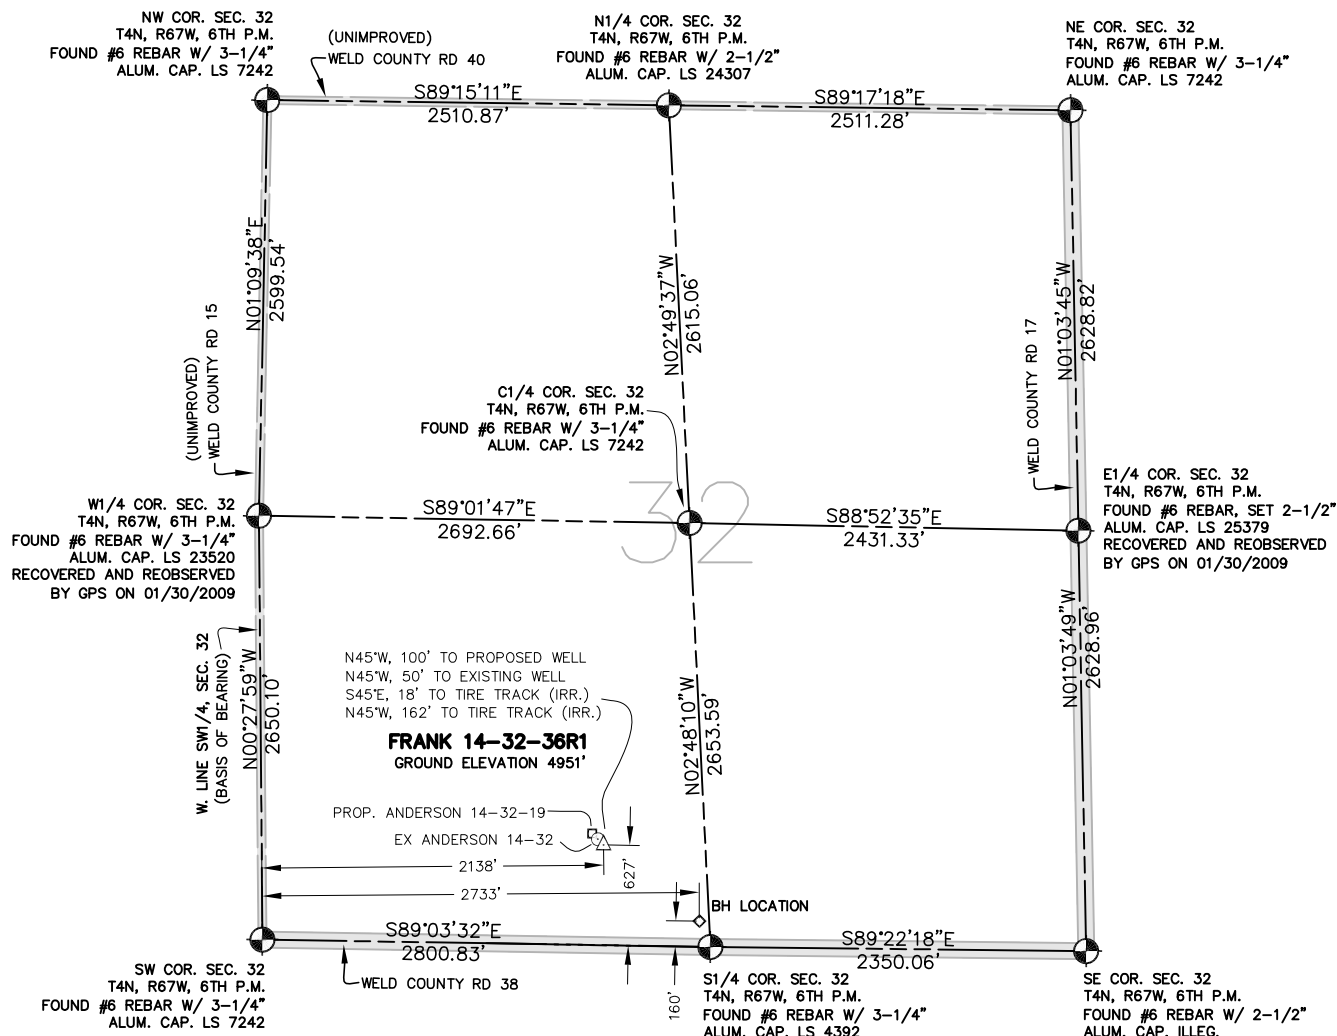 NW COR. SEC. 32
T4N, R67W, 6TH P.M.
FOUND #6 REBAR W/ 3-1/4"
ALUM. CAP. LS 7242
(UNIMPROVED)
WELD COUNTY RD 40
N1/4 COR. SEC. 32
T4N, R67W, 6TH P.M.
FOUND #6 REBAR W/ 2-1/2"
ALUM. CAP. LS 24307
NE COR. SEC. 32
T4N, R67W, 6TH P.M.
FOUND #6 REBAR W/ 3-1/4"
ALUM. CAP. LS 7242
S89°15'11"E
2510.87'
S89°17'18"E
2511.28'
N01°09'38"E
2599.54'
N02°49'37"W
2615.06'
N01°03'45"W
2628.82'
(UNIMPROVED)
WELD COUNTY RD 15
WELD COUNTY RD 17
C1/4 COR. SEC. 32
T4N, R67W, 6TH P.M.
FOUND #6 REBAR W/ 3-1/4"
ALUM. CAP. LS 7242
W1/4 COR. SEC. 32
T4N, R67W, 6TH P.M.
FOUND #6 REBAR W/ 3-1/4"
ALUM. CAP. LS 23520
RECOVERED AND REOBSERVED
BY GPS ON 01/30/2009
S89°01'47"E
2692.66'
32
S88°52'35"E
2431.33'
E1/4 COR. SEC. 32
T4N, R67W, 6TH P.M.
FOUND #6 REBAR, SET 2-1/2"
ALUM. CAP. LS 25379
RECOVERED AND REOBSERVED
BY GPS ON 01/30/2009
W. LINE SW1/4, SEC. 32
(BASIS OF BEARING)
N00°27'59"W
2650.10'
N45°W, 100' TO PROPOSED WELL
N45°W, 50' TO EXISTING WELL
S45°E, 18' TO TIRE TRACK (IRR.)
N45°W, 162' TO TIRE TRACK (IRR.)
FRANK 14-32-36R1
GROUND ELEVATION 4951'
N02°48'10"W
2653.59'
N01°03'49"W
2628.96'
PROP. ANDERSON 14-32-19
EX ANDERSON 14-32
2138'
627'
2733'
BH LOCATION
S89°03'32"E
2800.83'
S89°22'18"E
2350.06'
160'
WELD COUNTY RD 38
SW COR. SEC. 32
T4N, R67W, 6TH P.M.
FOUND #6 REBAR W/ 3-1/4"
ALUM. CAP. LS 7242
S1/4 COR. SEC. 32
T4N, R67W, 6TH P.M.
FOUND #6 REBAR W/ 3-1/4"
ALUM. CAP. LS 4392
SE COR. SEC. 32
T4N, R67W, 6TH P.M.
FOUND #6 REBAR W/ 2-1/2"
ALUM. CAP. ILLEG.